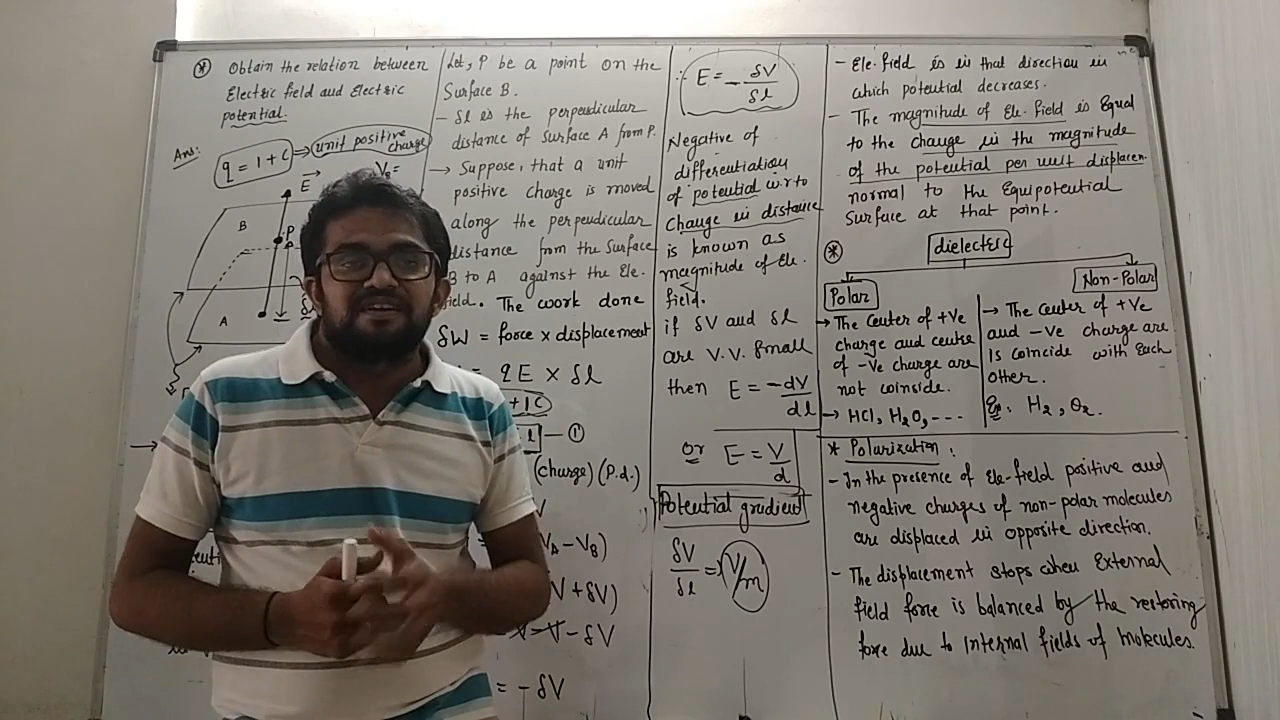 * Obtain the relation between
Electric field and Electric
potential.
Ans:
q = 1+C → unit positive
charge
E
V_B =
B
P
A
Let, P be a point on the
Surface B.
- δl is the perpendicular
distance of Surface A from P.
→ Suppose, that a unit
positive charge is moved
along the perpendicular
distance from the Surface
B to A against the Ele.
field. The work done
δW = force x displacement
qE x δl
+1C
l - ①
(charge) (P.d.)
V_A - V_B)
V + δV)
V - V - δV
= - δV
∴ E = - δV/δl
Negative of
differentiation
of potential w.r.to
Change in distance
is known as
magnitude of Ele.
field.
if δV and δl
are V.V. Small
then E = -dV/dl
or E = V/d
Potential gradient
δV/δl => V/m
- Ele. field is in that direction in
which potential decreases.
- The magnitude of Ele. field is Equal
to the change in the magnitude
of the potential per unit displacem.
normal to the Equipotential
Surface at that point.
* dielectric
Polar
→ The center of +Ve
charge and centre
of -Ve charge are
not coinside.
→ HCl, H₂O, ---
Non-Polar
→ The center of +Ve
and -Ve charge are
is coincide with Each
other.
Eg: H₂, O₂.
* Polarization:
- In the presence of Ele-field positive and
negative charges of non-polar molecules
are displaced in opposite direction.
- The displacement stops when External
field force is balanced by the restoring
force due to internal fields of molecules.